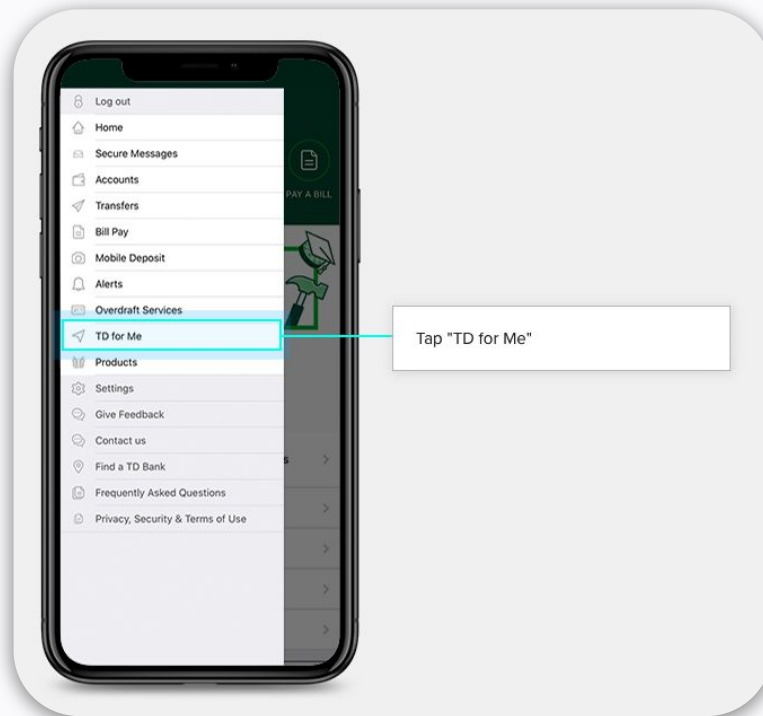 Log out
Home
Secure Messages
Accounts
PAY A BILL
Transfers
Bill Pay
Mobile Deposit
Alerts
Overdraft Services
TD for Me
Tap "TD for Me"
Products
Settings
Give Feedback
Contact us
s
Find a TD Bank
Frequently Asked Questions
Privacy, Security & Terms of Use